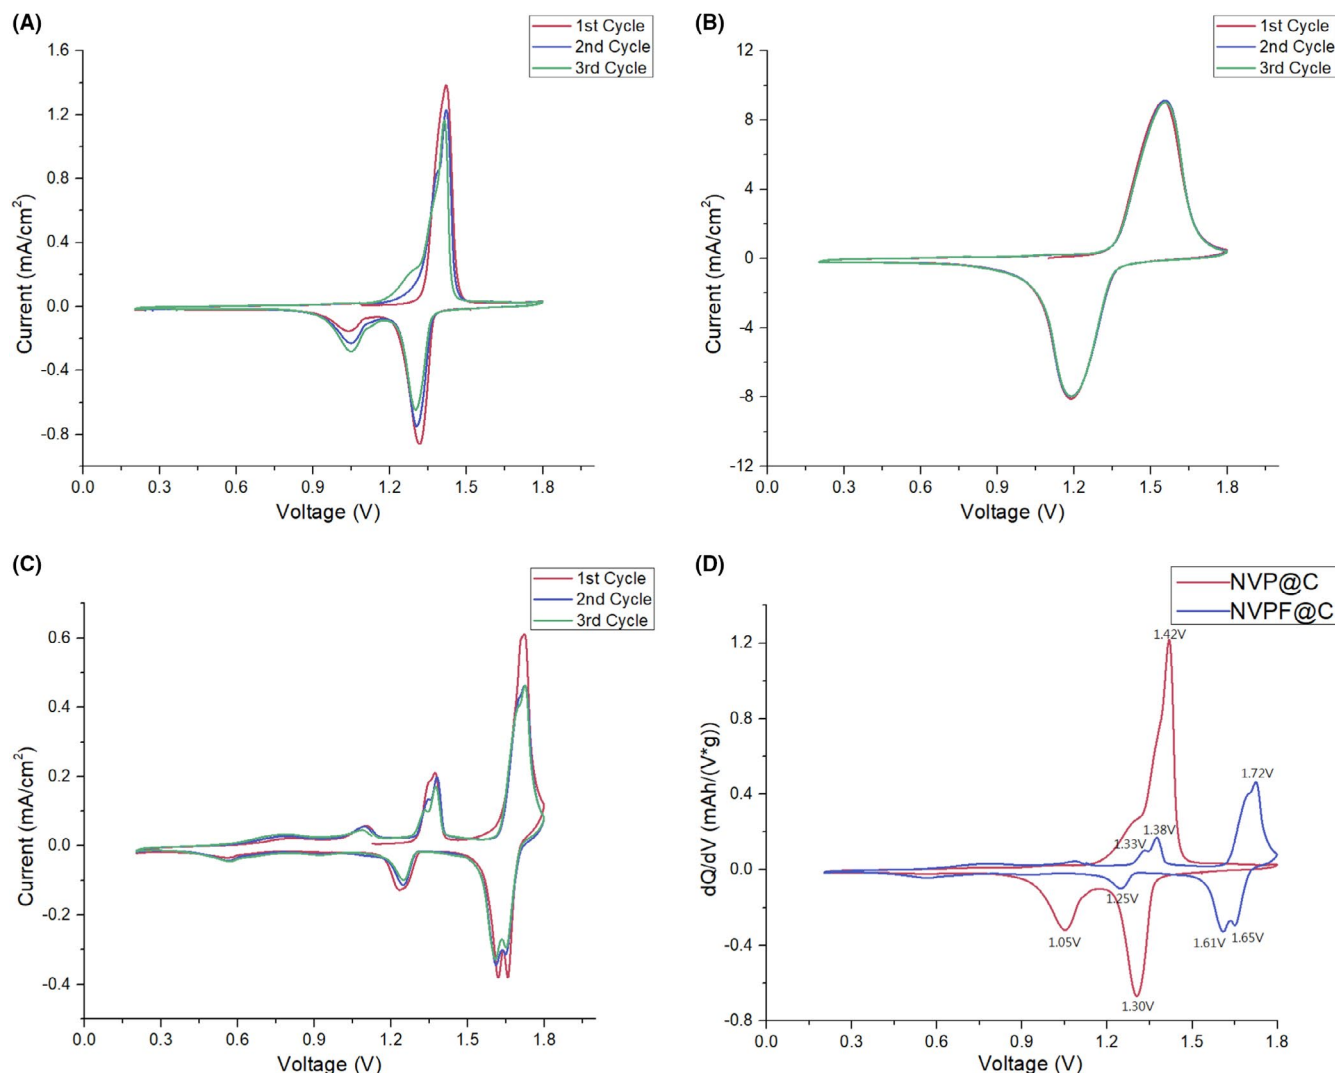 (A)
1st Cycle
2nd Cycle
3rd Cycle
1.6
1.2
0.8
0.4
0.0
-0.4
-0.8
Current (mA/cm²)
0.0 0.3 0.6 0.9 1.2 1.5 1.8
Voltage (V)
(B)
1st Cycle
2nd Cycle
3rd Cycle
12
8
4
0
-4
-8
-12
Current (mA/cm²)
0.0 0.3 0.6 0.9 1.2 1.5 1.8
Voltage (V)
(C)
1st Cycle
2nd Cycle
3rd Cycle
0.6
0.4
0.2
0.0
-0.2
-0.4
Current (mA/cm²)
0.0 0.3 0.6 0.9 1.2 1.5 1.8
Voltage (V)
(D)
NVP@C
NVPF@C
1.2
0.8
0.4
0.0
-0.4
-0.8
dQ/dV (mAh/(V*g))
1.42V
1.72V
1.38V
1.33V
1.25V
1.05V
1.61V
1.65V
1.30V
0.0 0.3 0.6 0.9 1.2 1.5 1.8
Voltage (V)